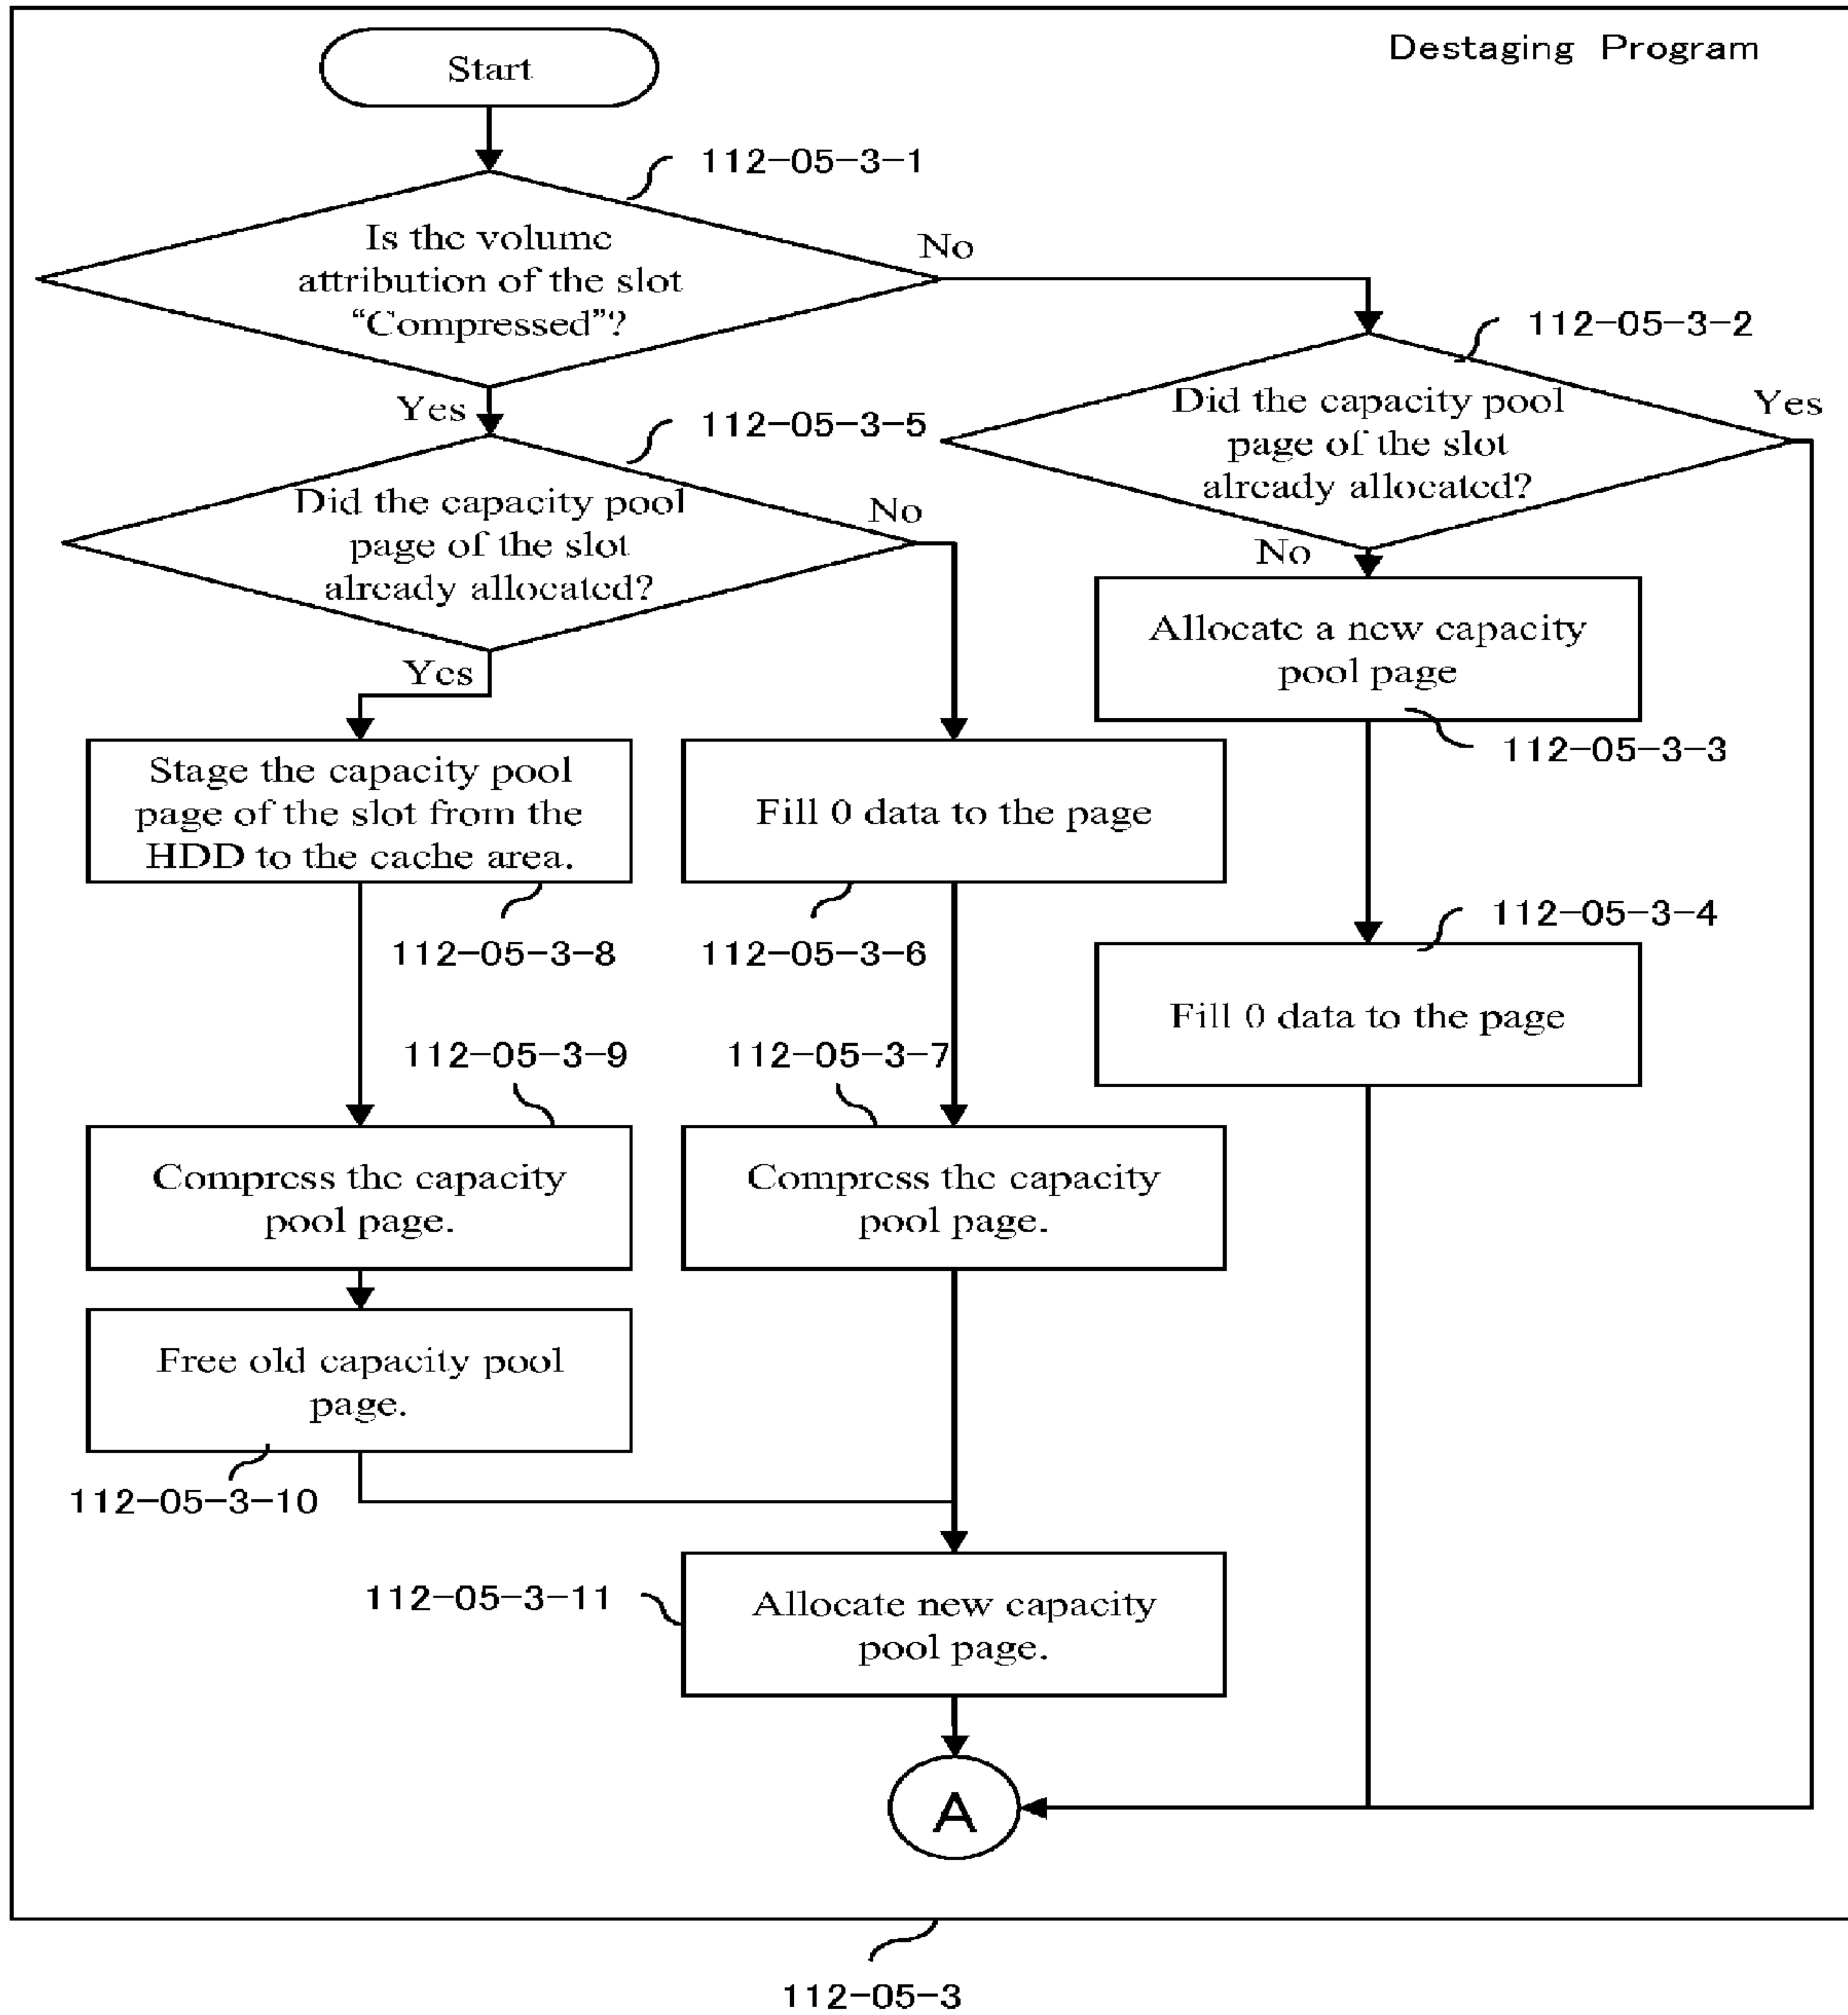 Destaging Program
Start
112-05-3-1
Is the volume
attribution of the slot
“Compressed”?
No
Yes
112-05-3-2
Did the capacity pool
page of the slot
already allocated?
Yes
No
112-05-3-5
Did the capacity pool
page of the slot
already allocated?
No
Yes
Allocate a new capacity
pool page
112-05-3-3
Stage the capacity pool
page of the slot from the
HDD to the cache area.
112-05-3-8
Fill 0 data to the page
112-05-3-6
112-05-3-4
Fill 0 data to the page
112-05-3-9
Compress the capacity
pool page.
112-05-3-7
Compress the capacity
pool page.
Free old capacity pool
page.
112-05-3-10
112-05-3-11
Allocate new capacity
pool page.
A
112-05-3